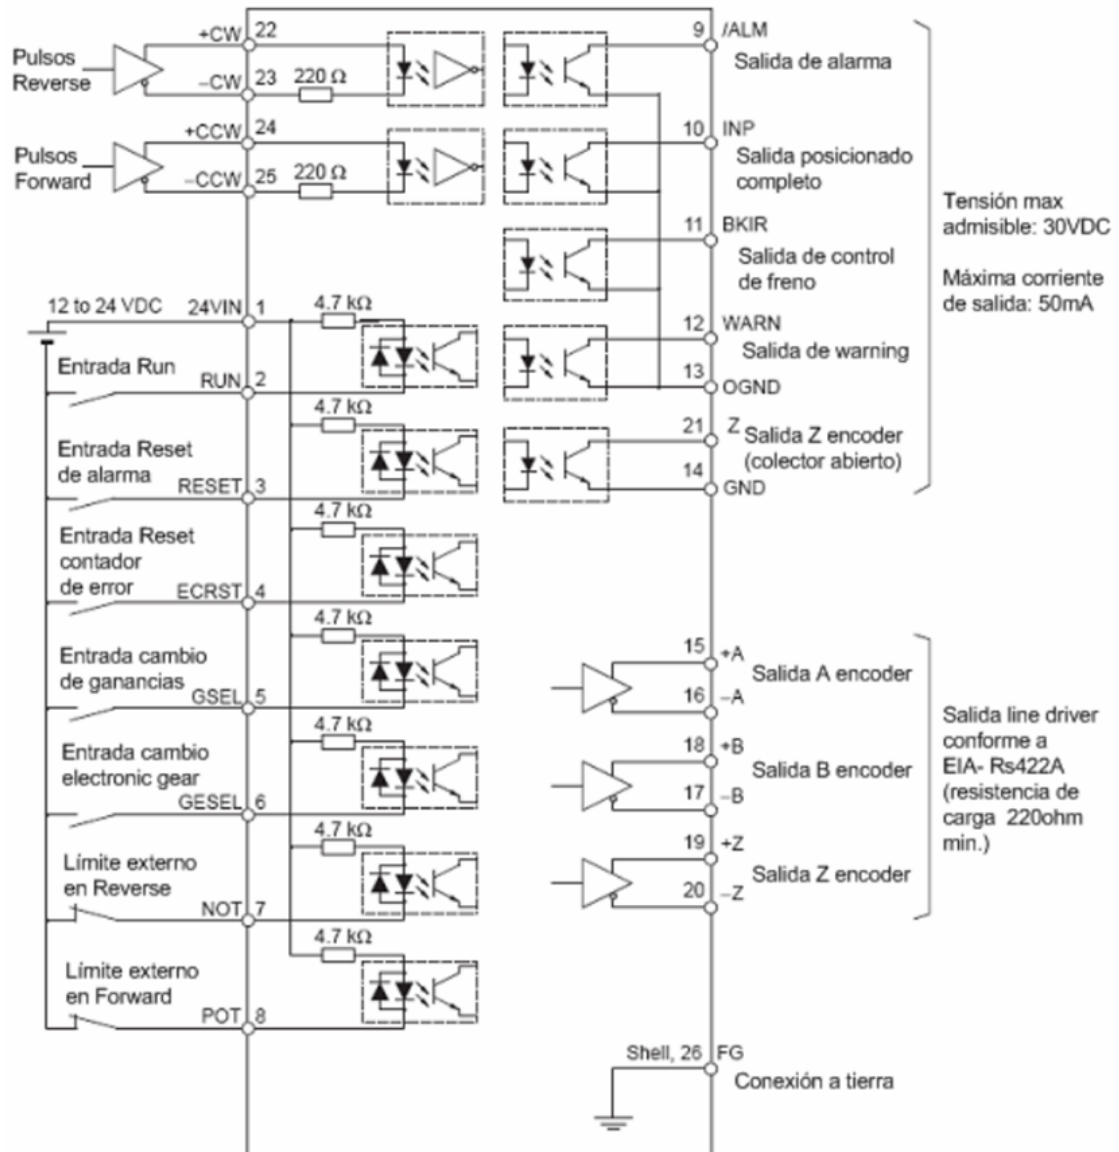 +CW 22
Pulsos
Reverse
–CW 23 220 Ω
+CCW 24
Pulsos
Forward
–CCW 25 220 Ω
12 to 24 VDC 24VIN 1 4.7 kΩ
Entrada Run
RUN 2
4.7 kΩ
Entrada Reset
de alarma
RESET 3
4.7 kΩ
Entrada Reset
contador
de error
ECRST 4
4.7 kΩ
Entrada cambio
de ganancias
GSEL 5
4.7 kΩ
Entrada cambio
electronic gear
GESEL 6
4.7 kΩ
Límite externo
en Reverse
NOT 7
4.7 kΩ
Límite externo
en Forward
POT 8
9 /ALM
Salida de alarma
10 INP
Salida posicionado
completo
11 BKIR
Salida de control
de freno
12 WARN
Salida de warning
13 OGND
21 Z
Salida Z encoder
(colector abierto)
14 GND
Tensión max
admisible: 30VDC
Máxima corriente
de salida: 50mA
15 +A
Salida A encoder
16 –A
18 +B
Salida B encoder
17 –B
19 +Z
Salida Z encoder
20 –Z
Salida line driver
conforme a
EIA- Rs422A
(resistencia de
carga 220ohm
min.)
Shell, 26 FG
Conexión a tierra